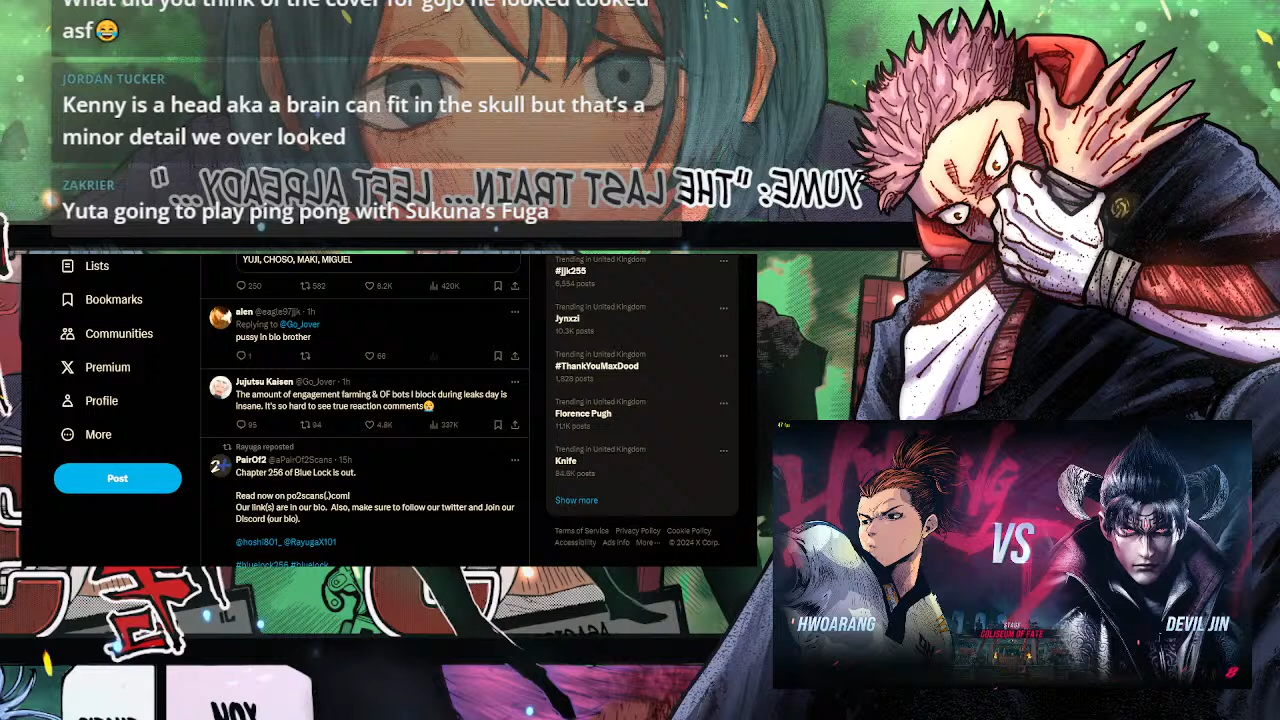 What did you think of the cover for gojo he looked cooked
asf😂
JORDAN TUCKER
Kenny is a head aka a brain can fit in the skull but that's a
minor detail we over looked
ZAKRIER
Yuta going to play ping pong with Sukuna's Fuga
YUME: "THE LAST TRAIN... LEFT ALREADY..."
Lists
Bookmarks
Communities
Premium
Profile
More
Post
YUJI, CHOSO, MAKI, MIGUEL
250 582 8.2K 420K
alen @eagle97jjk · 1h
Replying to @Go_Jover
pussy in bio brother
1 66
Jujutsu Kaisen @Go_Jover · 1h
The amount of engagement farming & OF bots I block during leaks day is
insane. It's so hard to see true reaction comments😥
95 94 4.8K 337K
Rayuga reposted
PairOf2 @aPairOf2Scans · 15h
Chapter 256 of Blue Lock is out.
Read now on po2scans(.)com!
Our link(s) are in our bio. Also, make sure to follow our twitter and join our
Discord (our bio).
@hoshi801_ @RayugaX101
#bluelock256 #bluelock
Trending in United Kingdom
#jjk255
6,554 posts
Trending in United Kingdom
Jynxzi
10.3K posts
Trending in United Kingdom
#ThankYouMaxDood
1,828 posts
Trending in United Kingdom
Florence Pugh
11.1K posts
Trending in United Kingdom
Knife
84.6K posts
Show more
Terms of Service Privacy Policy Cookie Policy
Accessibility Ads info More ··· © 2024 X Corp.
47 fps
VS
HWOARANG
DEVIL JIN
STAGE
COLISEUM OF FATE
8